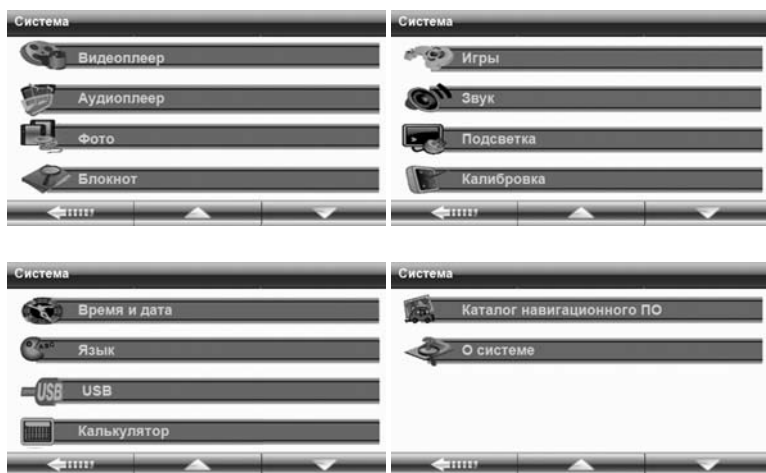 Система
Видеоплеер
Аудиоплеер
Фото
Блокнот
Система
Игры
Звук
Подсветка
Калибровка
Система
Время и дата
Язык
USB
USB
Калькулятор
Система
Каталог навигационного ПО
О системе